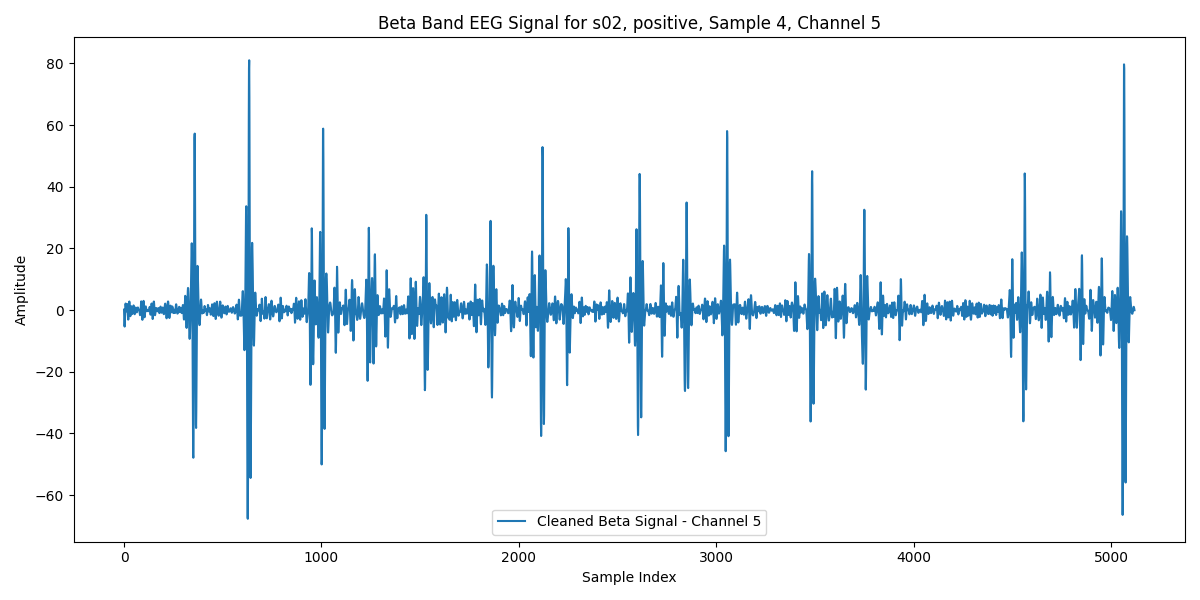 Beta Band EEG Signal for s02, positive, Sample 4, Channel 5
Amplitude
80
60
40
20
0
−20
−40
−60
Cleaned Beta Signal - Channel 5
0 1000 2000 3000 4000 5000
Sample Index